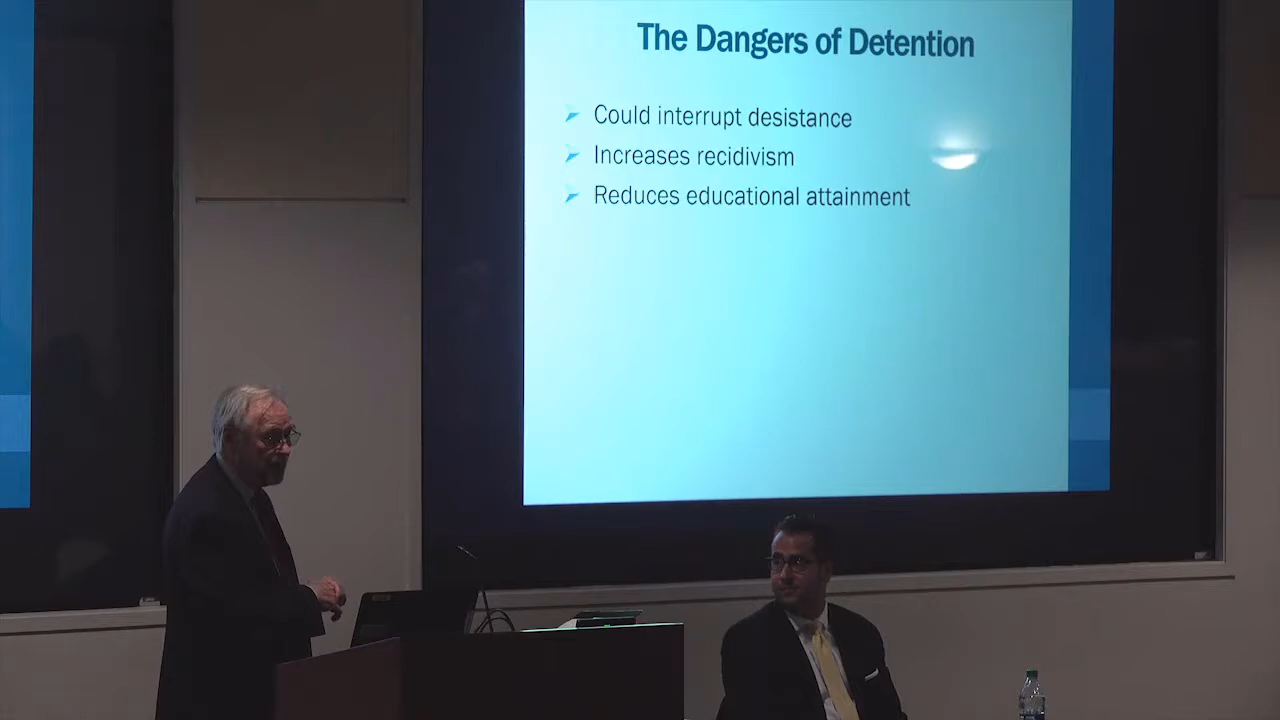 The Dangers of Detention
Could interrupt desistance
Increases recidivism
Reduces educational attainment